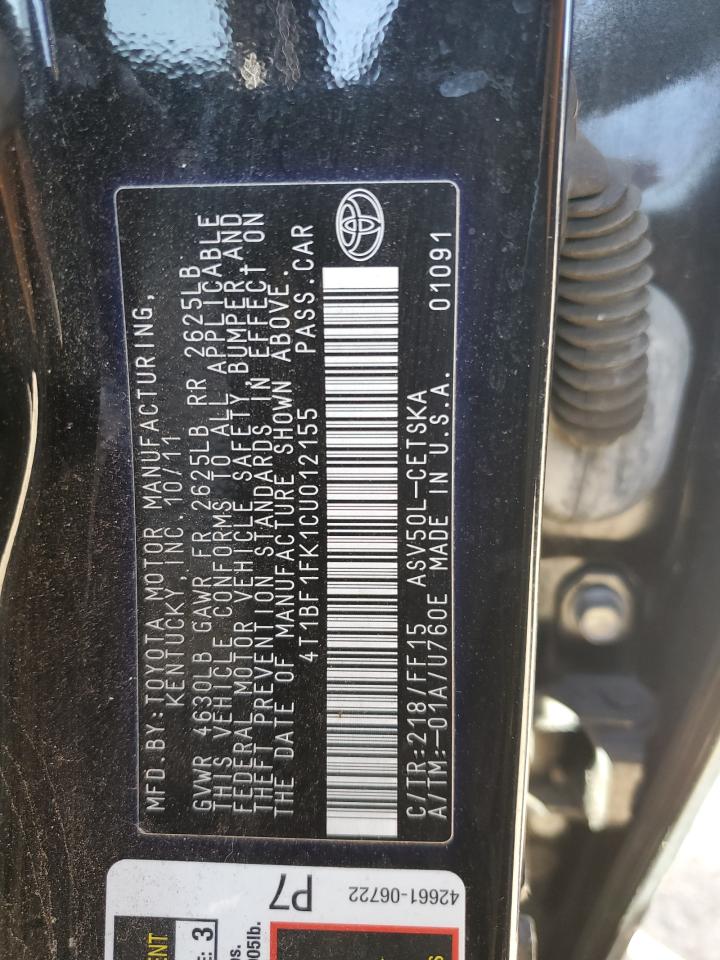 MFD.BY:TOYOTA MOTOR MANUFACTURING,
KENTUCKY, INC. 10/11
GVWR 4630LB GAWR FR 2625LB RR 2625LB
THIS VEHICLE CONFORMS TO ALL APPLICABLE
FEDERAL MOTOR VEHICLE SAFETY, BUMPER, AND
THEFT PREVENTION STANDARDS IN EFFECT ON
THE DATE OF MANUFACTURE SHOWN ABOVE.
4T1BF1FK1CU012155 PASS.CAR
C/TR:218/FF15 ASV50L-CETSKA
A/TM:-01A/U760E MADE IN U.S.A. 01091
42661-06722
P7
005lb.
3